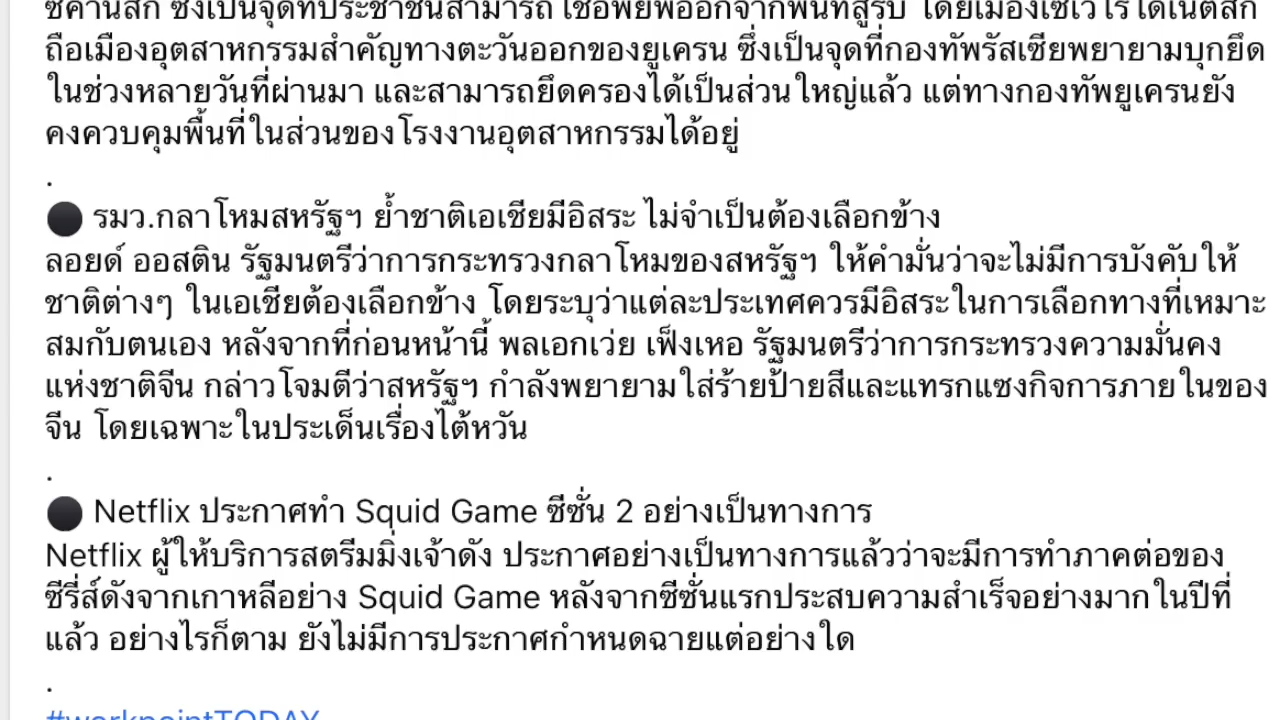 ซีคานสก์ ซึ่งเป็นจุดที่ประชาชนสามารถใช้อพยพออกจากพื้นที่สู้รบ โดยเมืองเซเวโรโดเนตสก์
ถือเมืองอุตสาหกรรมสำคัญทางตะวันออกของยูเครน ซึ่งเป็นจุดที่กองทัพรัสเซียพยายามบุกยึด
ในช่วงหลายวันที่ผ่านมา และสามารถยึดครองได้เป็นส่วนใหญ่แล้ว แต่ทางกองทัพยูเครนยัง
คงควบคุมพื้นที่ในส่วนของโรงงานอุตสาหกรรมได้อยู่
.
⚫ รมว.กลาโหมสหรัฐฯ ย้ำชาติเอเชียมีอิสระ ไม่จำเป็นต้องเลือกข้าง
ลอยด์ ออสติน รัฐมนตรีว่าการกระทรวงกลาโหมของสหรัฐฯ ให้คำมั่นว่าจะไม่มีการบังคับให้
ชาติต่างๆ ในเอเชียต้องเลือกข้าง โดยระบุว่าแต่ละประเทศควรมีอิสระในการเลือกทางที่เหมาะ
สมกับตนเอง หลังจากที่ก่อนหน้านี้ พลเอกเว่ย เฟิ่งเหอ รัฐมนตรีว่าการกระทรวงความมั่นคง
แห่งชาติจีน กล่าวโจมตีว่าสหรัฐฯ กำลังพยายามใส่ร้ายป้ายสีและแทรกแซงกิจการภายในของ
จีน โดยเฉพาะในประเด็นเรื่องไต้หวัน
.
⚫ Netflix ประกาศทำ Squid Game ซีซั่น 2 อย่างเป็นทางการ
Netflix ผู้ให้บริการสตรีมมิ่งเจ้าดัง ประกาศอย่างเป็นทางการแล้วว่าจะมีการทำภาคต่อของ
ซีรี่ส์ดังจากเกาหลีอย่าง Squid Game หลังจากซีซั่นแรกประสบความสำเร็จอย่างมากในปีที่
แล้ว อย่างไรก็ตาม ยังไม่มีการประกาศกำหนดฉายแต่อย่างใด
.
#workpointTODAY